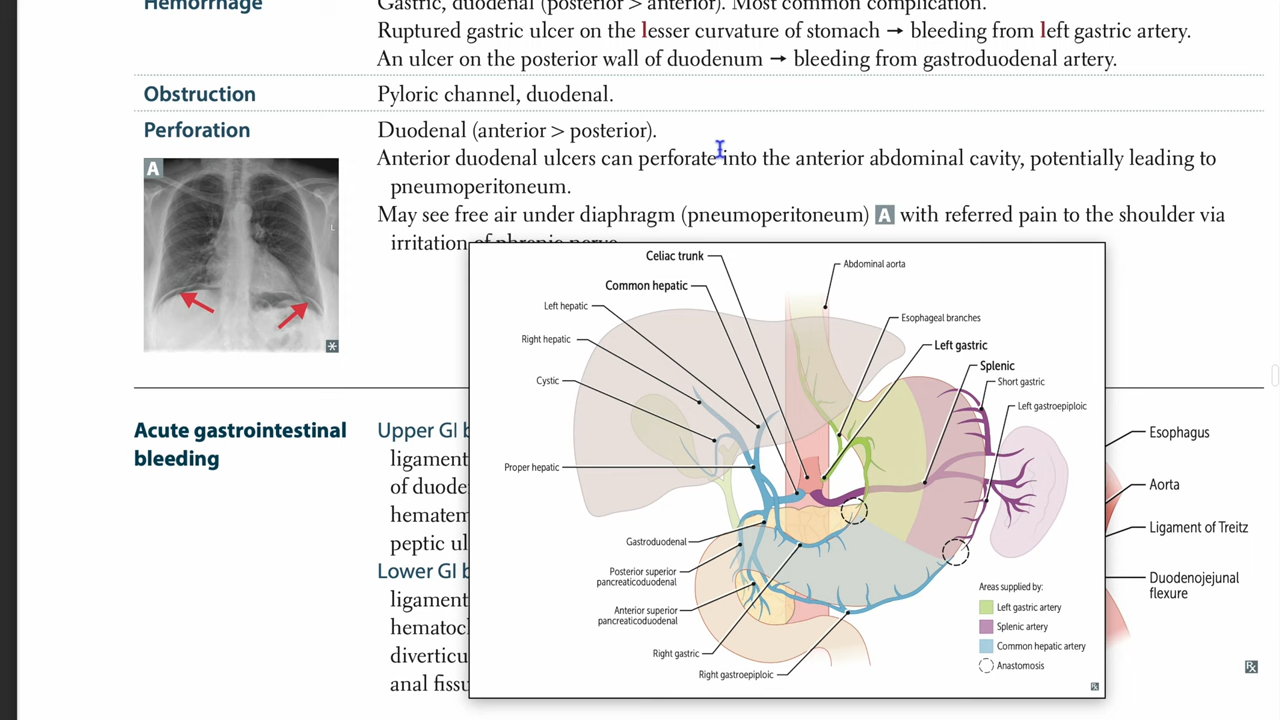 Hemorrhage
Gastric, duodenal (posterior > anterior). Most common complication.
Ruptured gastric ulcer on the lesser curvature of stomach → bleeding from left gastric artery.
An ulcer on the posterior wall of duodenum → bleeding from gastroduodenal artery.
Obstruction
Pyloric channel, duodenal.
Perforation
Duodenal (anterior > posterior).
Anterior duodenal ulcers can perforate into the anterior abdominal cavity, potentially leading to
pneumoperitoneum.
May see free air under diaphragm (pneumoperitoneum) A with referred pain to the shoulder via
irritation of phrenic nerve.
A
L
Acute gastrointestinal
bleeding
Upper GI b
ligament
of duode
hematem
peptic ul
Lower GI b
ligament
hematoch
diverticu
anal fissu
Celiac trunk
Common hepatic
Left hepatic
Right hepatic
Cystic
Proper hepatic
Gastroduodenal
Posterior superior
pancreaticoduodenal
Anterior superior
pancreaticoduodenal
Right gastric
Right gastroepiploic
Abdominal aorta
Esophageal branches
Left gastric
Splenic
Short gastric
Left gastroepiploic
Areas supplied by:
Left gastric artery
Splenic artery
Common hepatic artery
Anastomosis
Rx
Esophagus
Aorta
Ligament of Treitz
Duodenojejunal
flexure
Rx